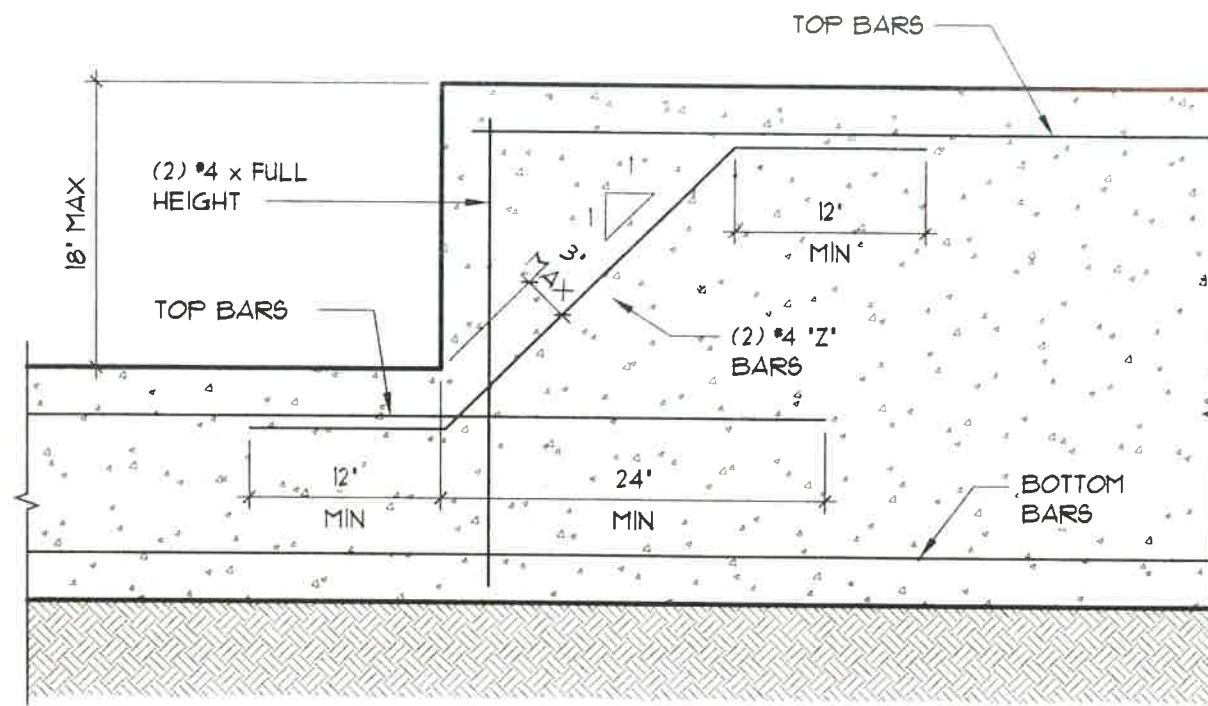 TOP BARS
18" MAX
(2) #4 x FULL
HEIGHT
1
1
12"
MIN
3"
MAX
TOP BARS
(2) #4 "Z"
BARS
12"
MIN
24"
MIN
BOTTOM
BARS